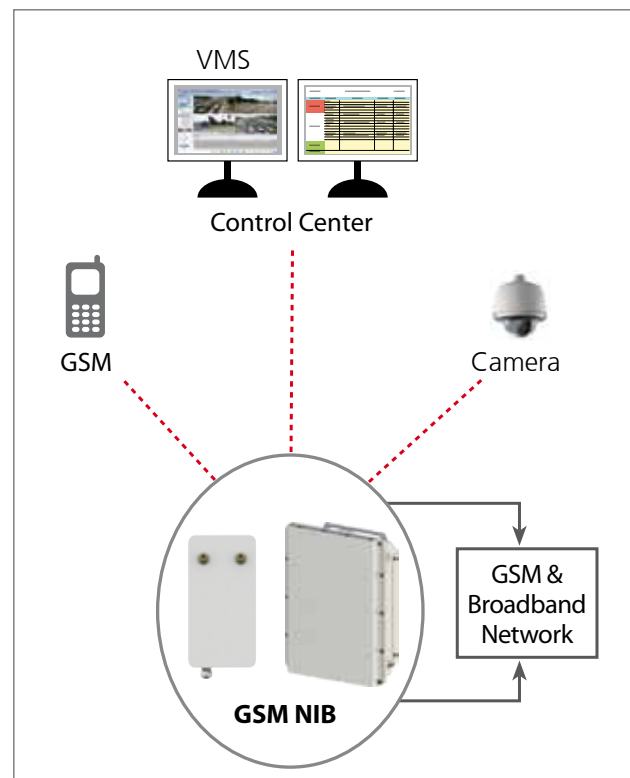 VMS
Control Center
GSM
Camera
GSM &
Broadband
Network
GSM NIB